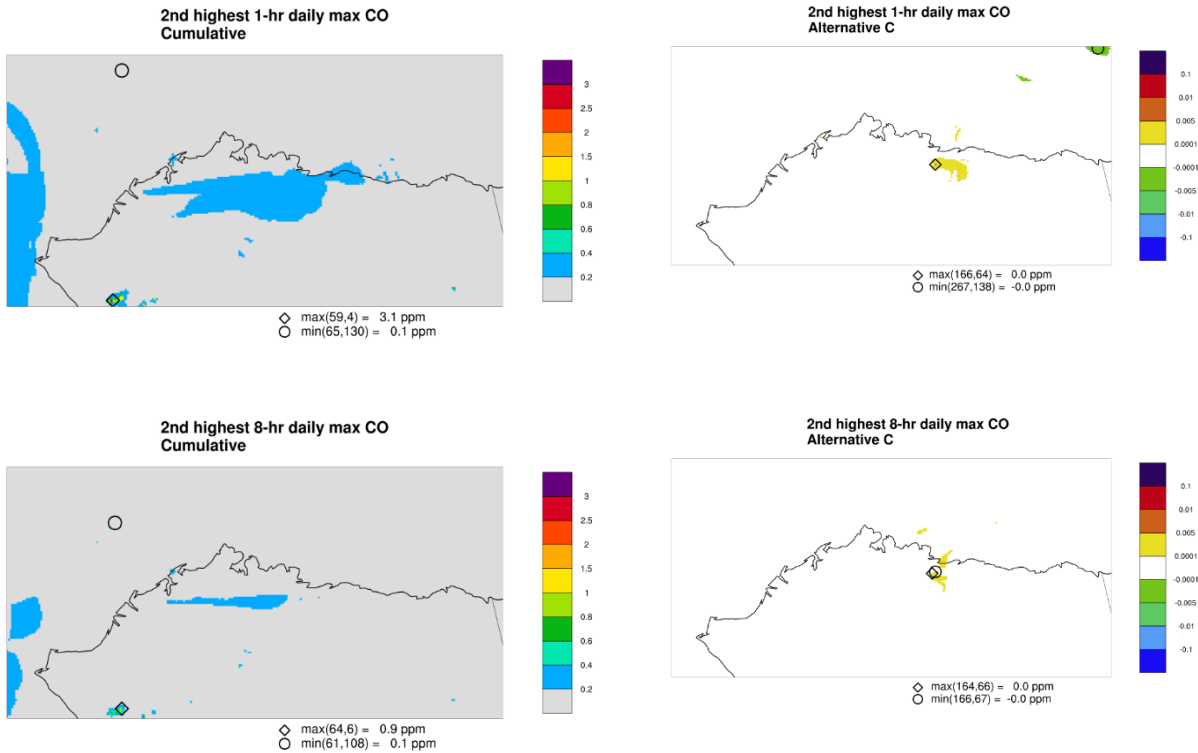 2nd highest 1-hr daily max CO
Cumulative
3
2.5
2
1.5
1
0.8
0.6
0.4
0.2
max(59,4) = 3.1 ppm
min(65,130) = 0.1 ppm
2nd highest 1-hr daily max CO
Alternative C
0.1
0.01
0.005
0.0001
-0.0001
-0.005
-0.01
-0.1
max(166,64) = 0.0 ppm
min(267,138) = -0.0 ppm
2nd highest 8-hr daily max CO
Cumulative
3
2.5
2
1.5
1
0.8
0.6
0.4
0.2
max(64,6) = 0.9 ppm
min(61,108) = 0.1 ppm
2nd highest 8-hr daily max CO
Alternative C
0.1
0.01
0.005
0.0001
-0.0001
-0.005
-0.01
-0.1
max(164,66) = 0.0 ppm
min(166,67) = -0.0 ppm